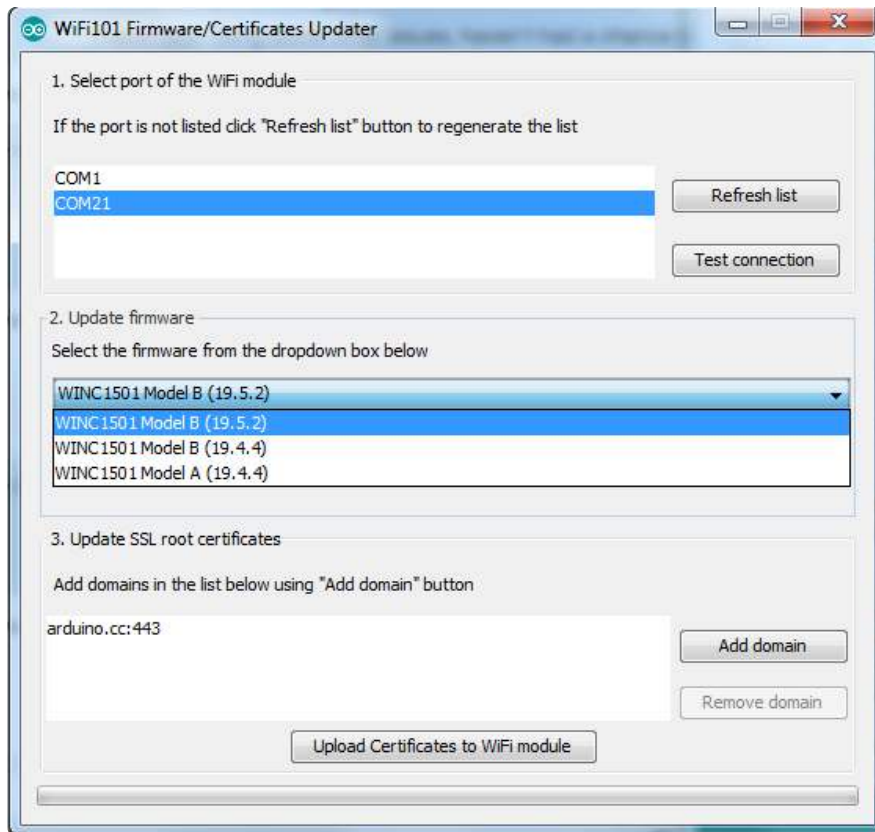 WiFi101 Firmware/Certificates Updater
1. Select port of the WiFi module
If the port is not listed click "Refresh list" button to regenerate the list
COM1
COM21
Refresh list
Test connection
2. Update firmware
Select the firmware from the dropdown box below
WINC1501 Model B (19.5.2)
WINC1501 Model B (19.5.2)
WINC1501 Model B (19.4.4)
WINC1501 Model A (19.4.4)
3. Update SSL root certificates
Add domains in the list below using "Add domain" button
arduino.cc:443
Add domain
Remove domain
Upload Certificates to WiFi module